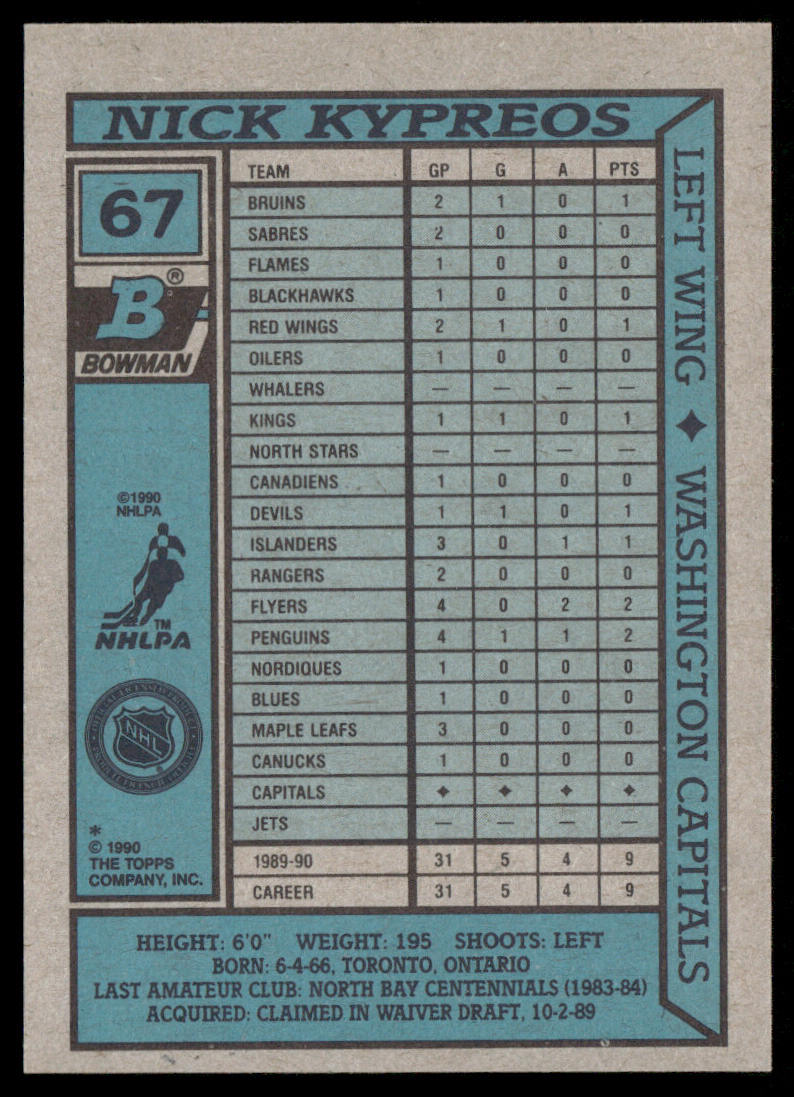 NICK KYPREOS
67
B®
BOWMAN
©1990
NHLPA
TM
NHLPA
NHL
*
© 1990
THE TOPPS
COMPANY, INC.
TEAM GP G A PTS
BRUINS 2 1 0 1
SABRES 2 0 0 0
FLAMES 1 0 0 0
BLACKHAWKS 1 0 0 0
RED WINGS 2 1 0 1
OILERS 1 0 0 0
WHALERS — — — —
KINGS 1 1 0 1
NORTH STARS — — — —
CANADIENS 1 0 0 0
DEVILS 1 1 0 1
ISLANDERS 3 0 1 1
RANGERS 2 0 0 0
FLYERS 4 0 2 2
PENGUINS 4 1 1 2
NORDIQUES 1 0 0 0
BLUES 1 0 0 0
MAPLE LEAFS 3 0 0 0
CANUCKS 1 0 0 0
CAPITALS ♦ ♦ ♦ ♦
JETS — — — —
1989-90 31 5 4 9
CAREER 31 5 4 9
LEFT WING ♦ WASHINGTON CAPITALS
HEIGHT: 6'0" WEIGHT: 195 SHOOTS: LEFT
BORN: 6-4-66, TORONTO, ONTARIO
LAST AMATEUR CLUB: NORTH BAY CENTENNIALS (1983-84)
ACQUIRED: CLAIMED IN WAIVER DRAFT, 10-2-89